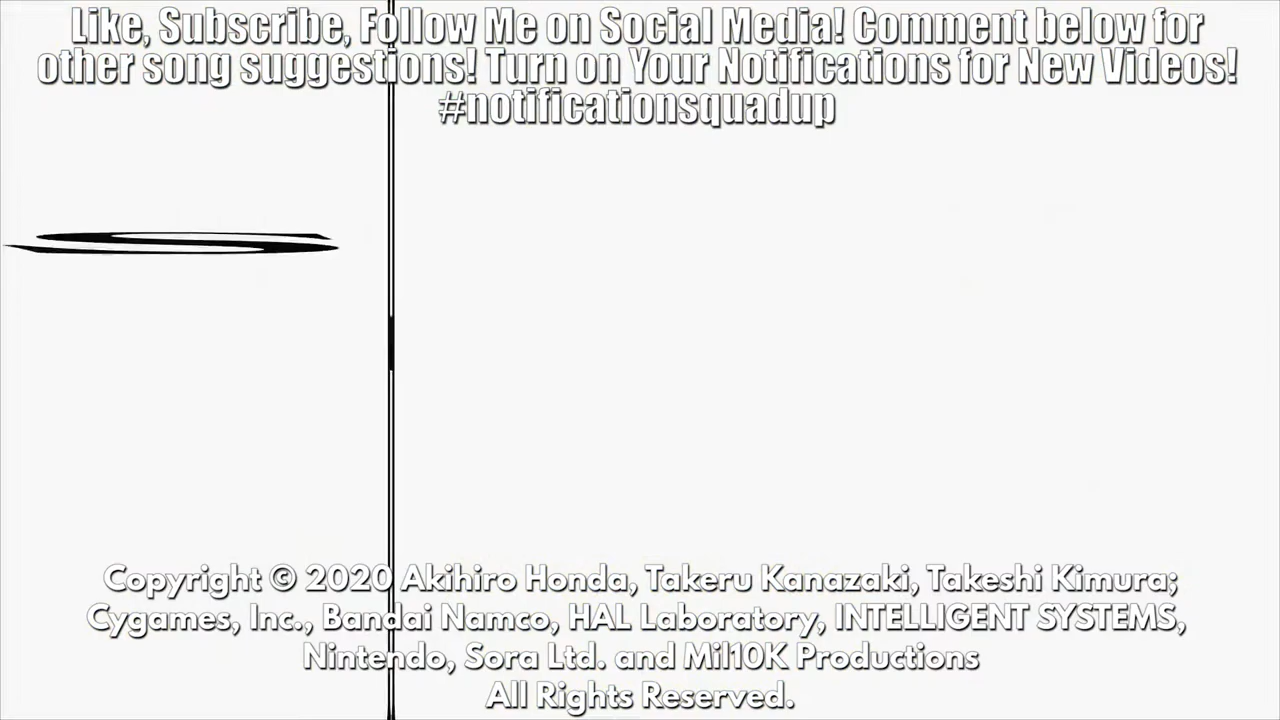 Like, Subscribe, Follow Me on Social Media! Comment below for
other song suggestions! Turn on Your Notifications for New Videos!
#notificationsquadup
Copyright © 2020 Akihiro Honda, Takeru Kanazaki, Takeshi Kimura;
Cygames, Inc., Bandai Namco, HAL Laboratory, INTELLIGENT SYSTEMS,
Nintendo, Sora Ltd. and Mil10K Productions
All Rights Reserved.